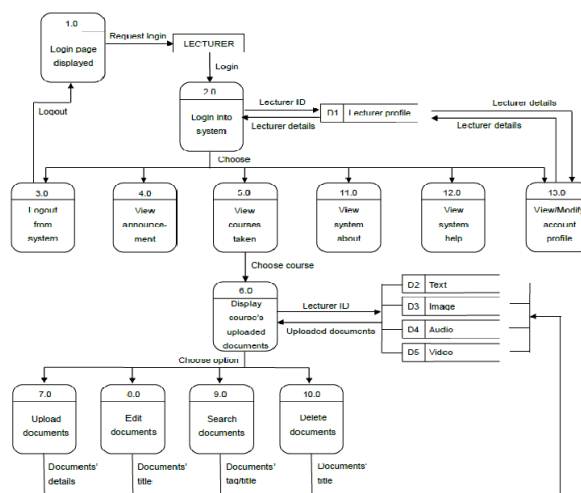 1.0
Login page
displayed
Request login
LECTURER
Login
Logout
2.0
Login into
system
Lecturer ID
Lecturer details
D1 Lecturer profile
Lecturer details
Lecturer details
Choose
3.0
Logout
from
system
4.0
View
announce-
ment
5.0
View
courses
taken
11.0
View
system
about
12.0
View
system
help
13.0
View/Modify
account
profile
Choose course
6.0
Display
course's
uploaded
documents
Lecturer ID
Uploaded documents
D2 Text
D3 Image
D4 Audio
D5 Video
Choose option
7.0
Upload
documents
8.0
Edit
documents
9.0
Search
documents
10.0
Delete
documents
Documents'
details
Documents'
title
Documents'
tag/title
Documents'
title